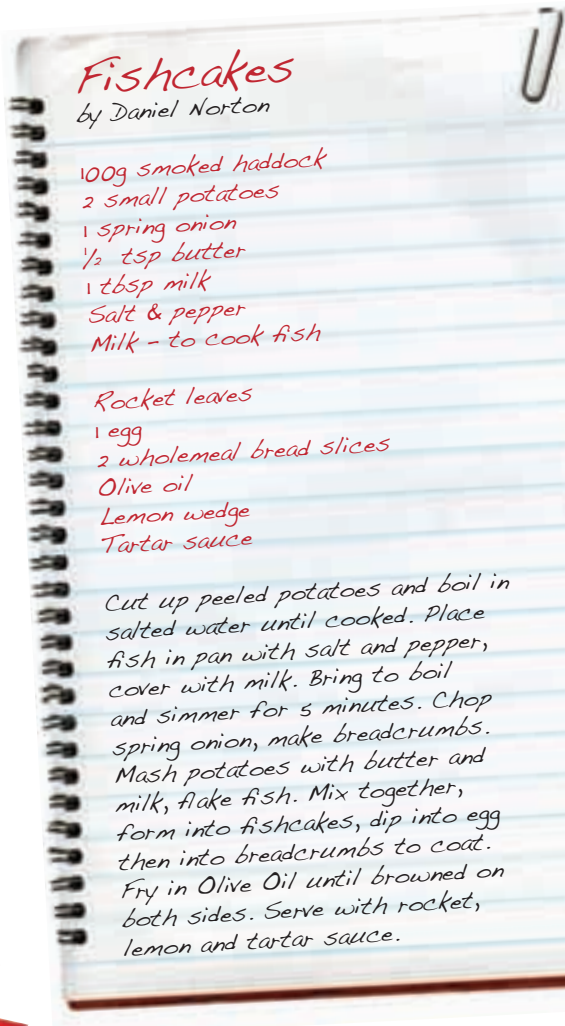 Fishcakes
by Daniel Norton
100g smoked haddock
2 small potatoes
1 spring onion
½ tsp butter
1 tbsp milk
Salt & pepper
Milk - to cook fish
Rocket leaves
1 egg
2 wholemeal bread slices
Olive oil
Lemon wedge
Tartar sauce
Cut up peeled potatoes and boil in
salted water until cooked. Place
fish in pan with salt and pepper,
cover with milk. Bring to boil
and simmer for 5 minutes. Chop
spring onion, make breadcrumbs.
Mash potatoes with butter and
milk, flake fish. Mix together,
form into fishcakes, dip into egg
then into breadcrumbs to coat.
Fry in Olive Oil until browned on
both sides. Serve with rocket,
lemon and tartar sauce.